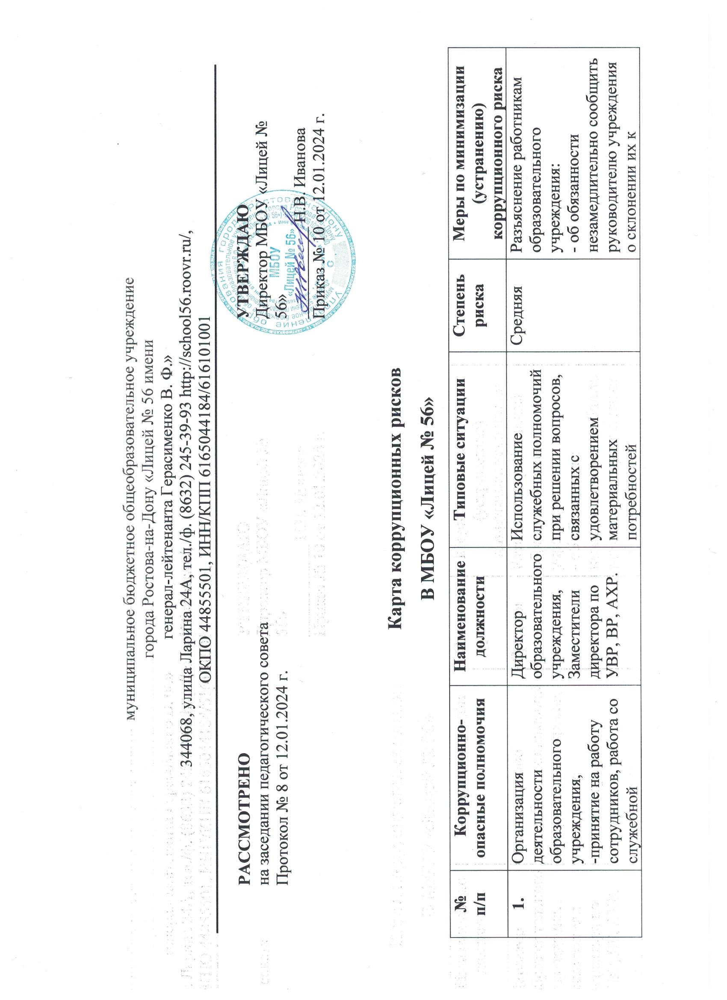 муниципальное бюджетное общеобразовательное учреждение
города Ростова-на-Дону «Лицей № 56 имени
генерал-лейтенанта Герасименко В. Ф.»
344068, улица Ларина 24-А, тел./ф. (8632) 245-39-93 http://school56.roovr.ru/,
ОКПО 44855501, ИНН/КПП 6165044184/616101001
РАССМОТРЕНО
на заседании педагогического совета
Протокол № 8 от 12.01.2024 г.
УТВЕРЖДАЮ
Директор МБОУ «Лицей №
56»
Н.В. Иванова
Приказ № 10 от 12.01.2024 г.
МБОУ
«Лицей № 56»
Карта коррупционных рисков
В МБОУ «Лицей № 56»
№
п/п
Коррупционно-
опасные полномочия
Наименование
должности
Типовые ситуации
Степень
риска
Меры по минимизации
(устранению)
коррупционного риска
1.
Организация
деятельности
образовательного
учреждения,
-принятие на работу
сотрудников, работа со
служебной
Директор
образовательного
учреждения,
Заместители
директора по
УВР, ВР, АХР.
Использование
служебных полномочий
при решении вопросов,
связанных с
удовлетворением
материальных
потребностей
Средняя
Разъяснение работникам
образовательного
учреждения:
- об обязанности
незамедлительно сообщить
руководителю учреждения
о склонении их к